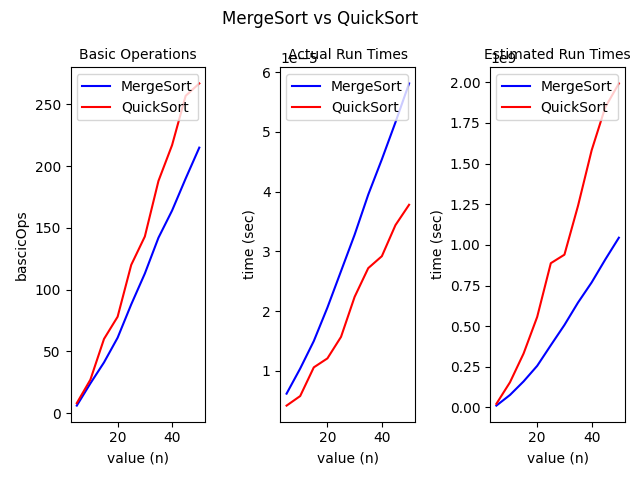 MergeSort vs QuickSort
Basic Operations
MergeSort
QuickSort
250
200
150
100
50
0
bascicOps
20 40
value (n)
Actual Run Times
1e−5
MergeSort
QuickSort
6
5
4
3
2
1
time (sec)
20 40
value (n)
Estimated Run Times
1e9
MergeSort
QuickSort
2.00
1.75
1.50
1.25
1.00
0.75
0.50
0.25
0.00
time (sec)
20 40
value (n)